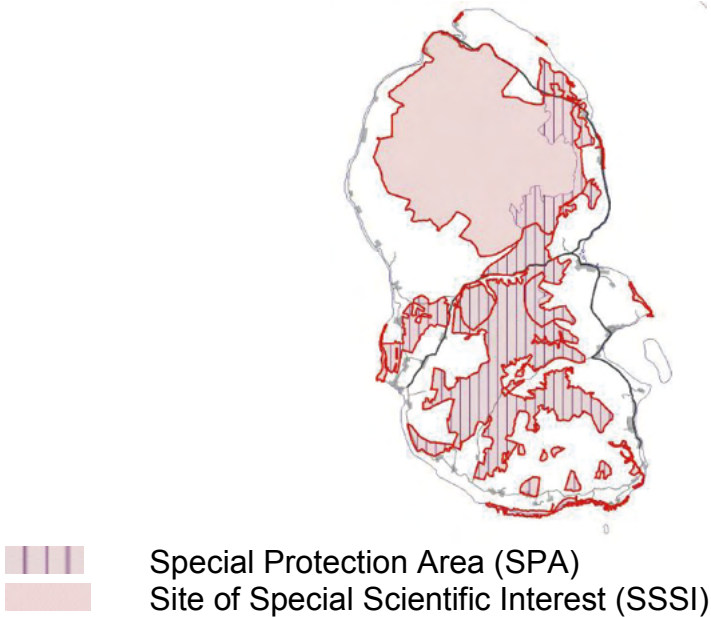 Special Protection Area (SPA)
Site of Special Scientific Interest (SSSI)